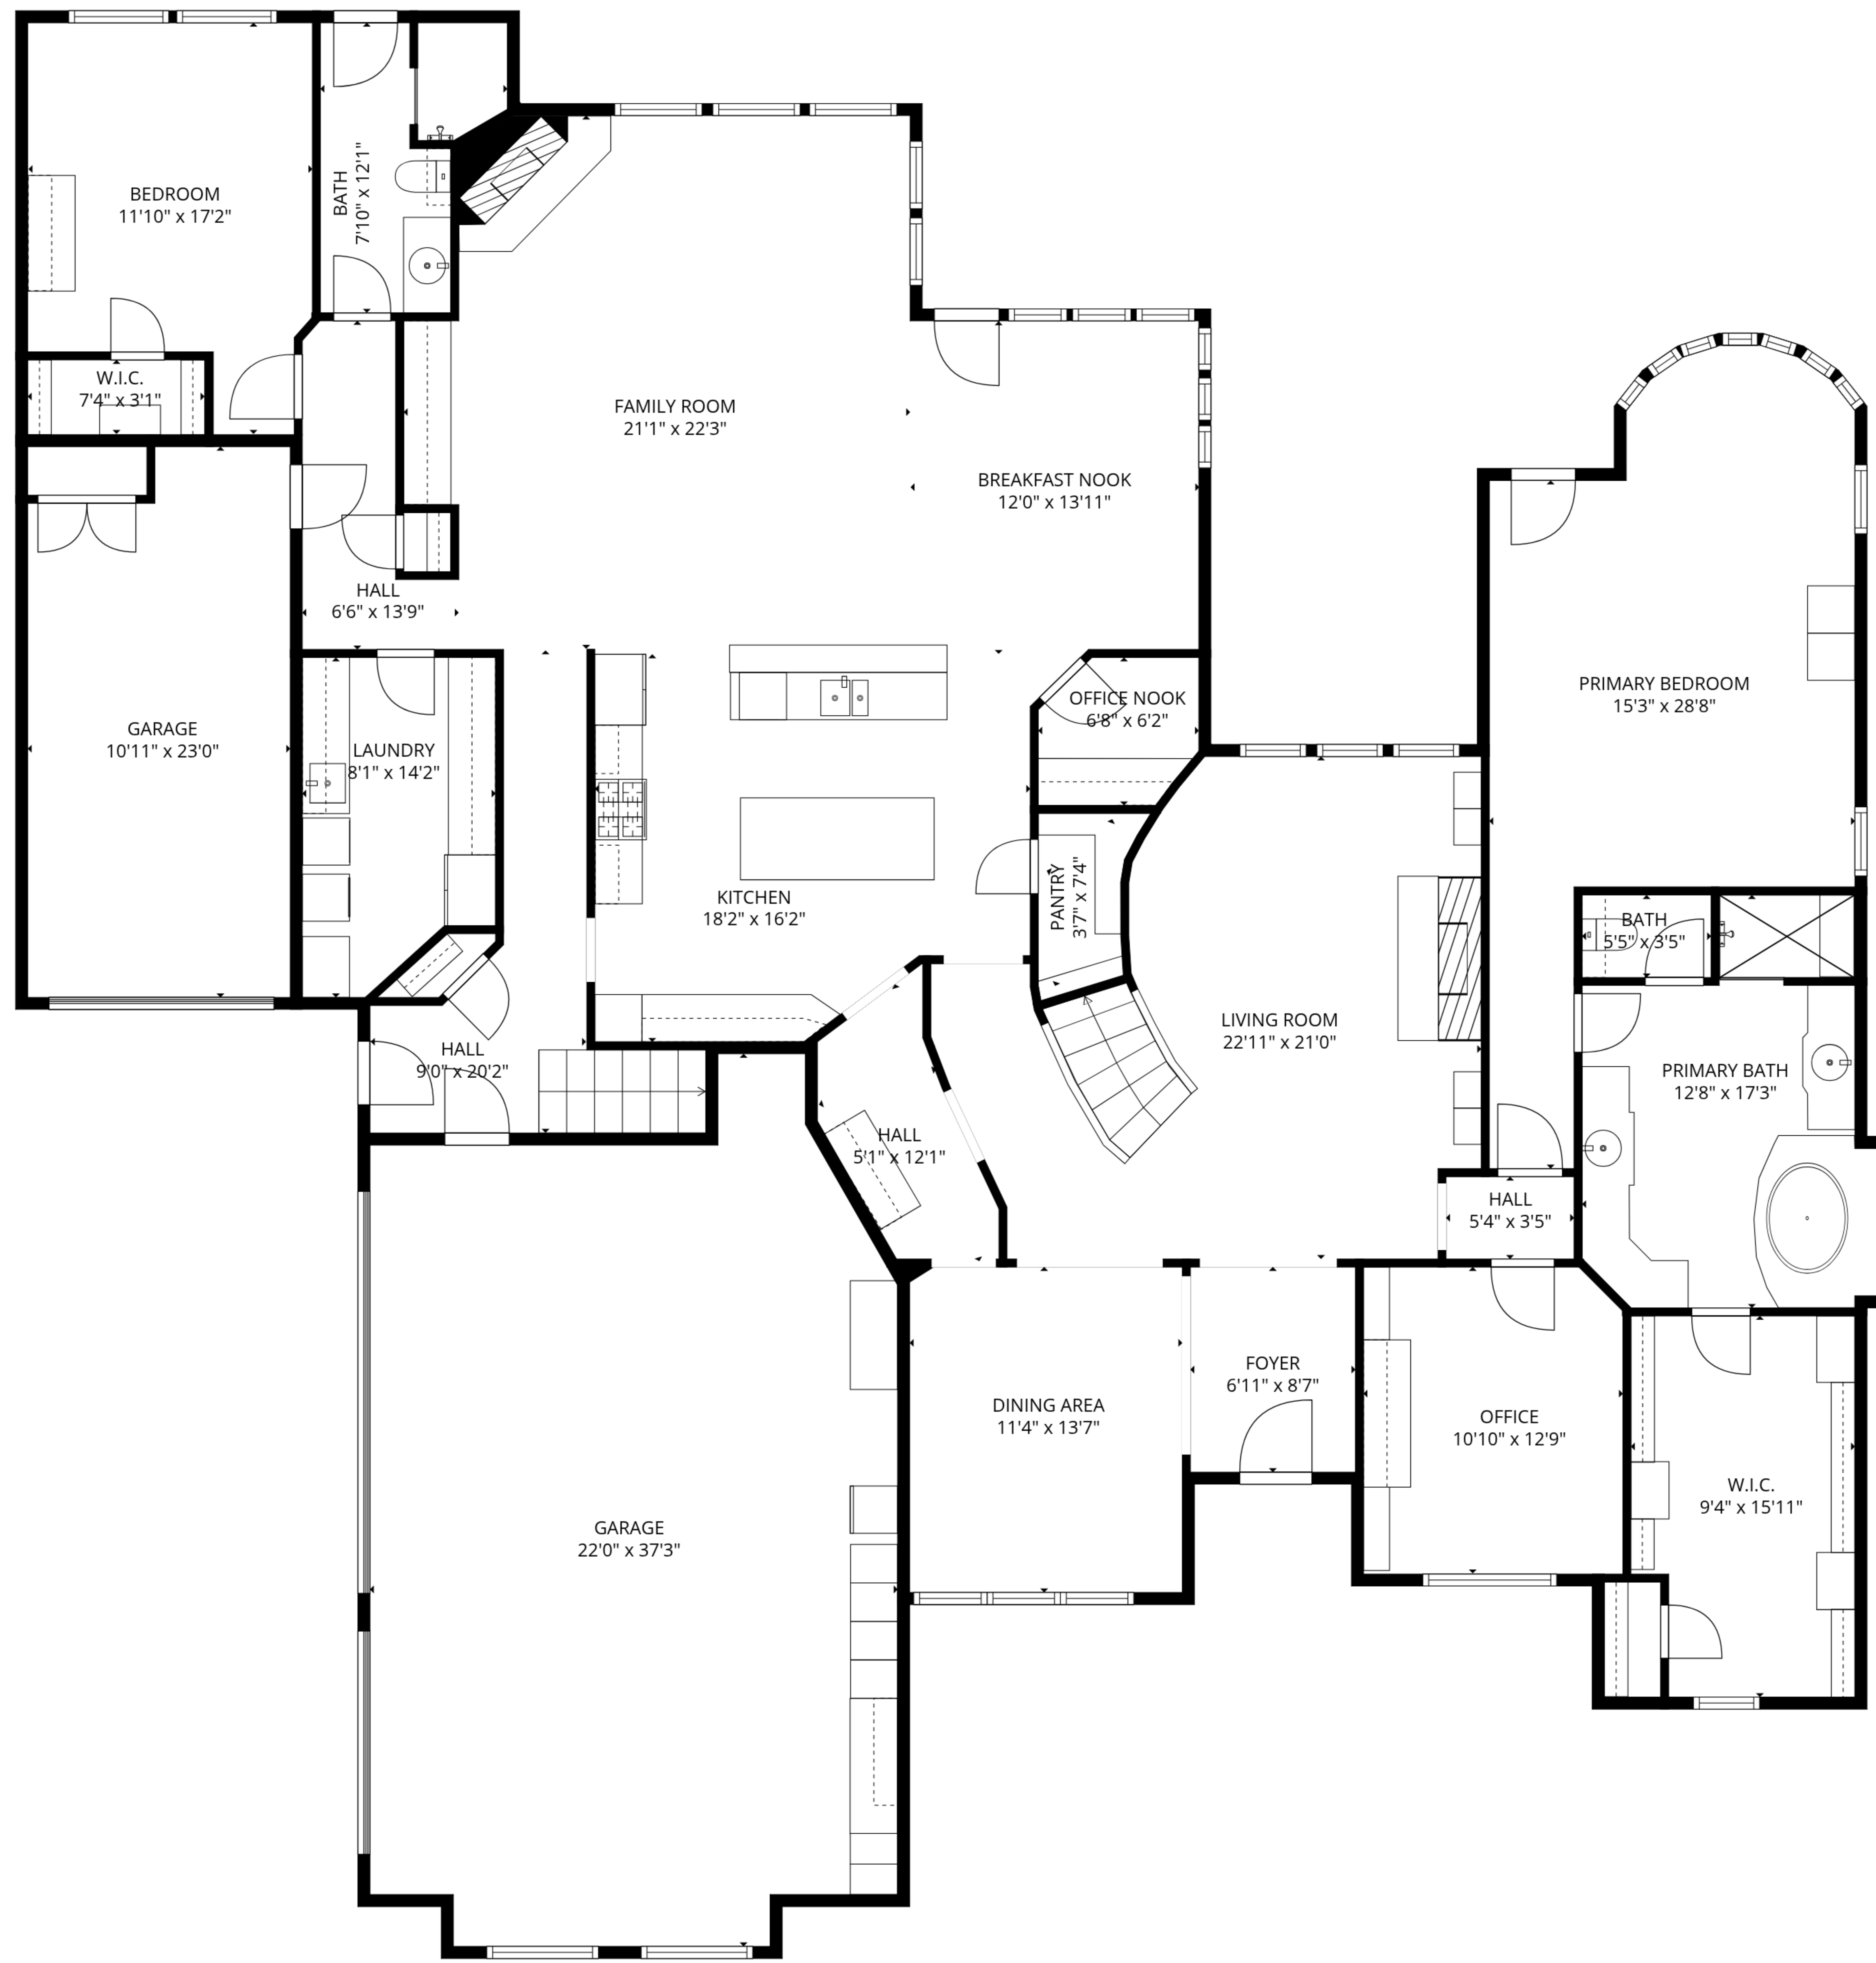 BEDROOM
11'10" x 17'2"
BATH
7'10" x 12'1"
W.I.C.
7'4" x 3'1"
FAMILY ROOM
21'1" x 22'3"
BREAKFAST NOOK
12'0" x 13'11"
HALL
6'6" x 13'9"
GARAGE
10'11" x 23'0"
LAUNDRY
8'1" x 14'2"
OFFICE NOOK
6'8" x 6'2"
PRIMARY BEDROOM
15'3" x 28'8"
KITCHEN
18'2" x 16'2"
PANTRY
3'7" x 7'4"
BATH
5'5" x 3'5"
LIVING ROOM
22'11" x 21'0"
HALL
9'0" x 20'2"
PRIMARY BATH
12'8" x 17'3"
HALL
5'1" x 12'1"
HALL
5'4" x 3'5"
FOYER
6'11" x 8'7"
DINING AREA
11'4" x 13'7"
OFFICE
10'10" x 12'9"
W.I.C.
9'4" x 15'11"
GARAGE
22'0" x 37'3"